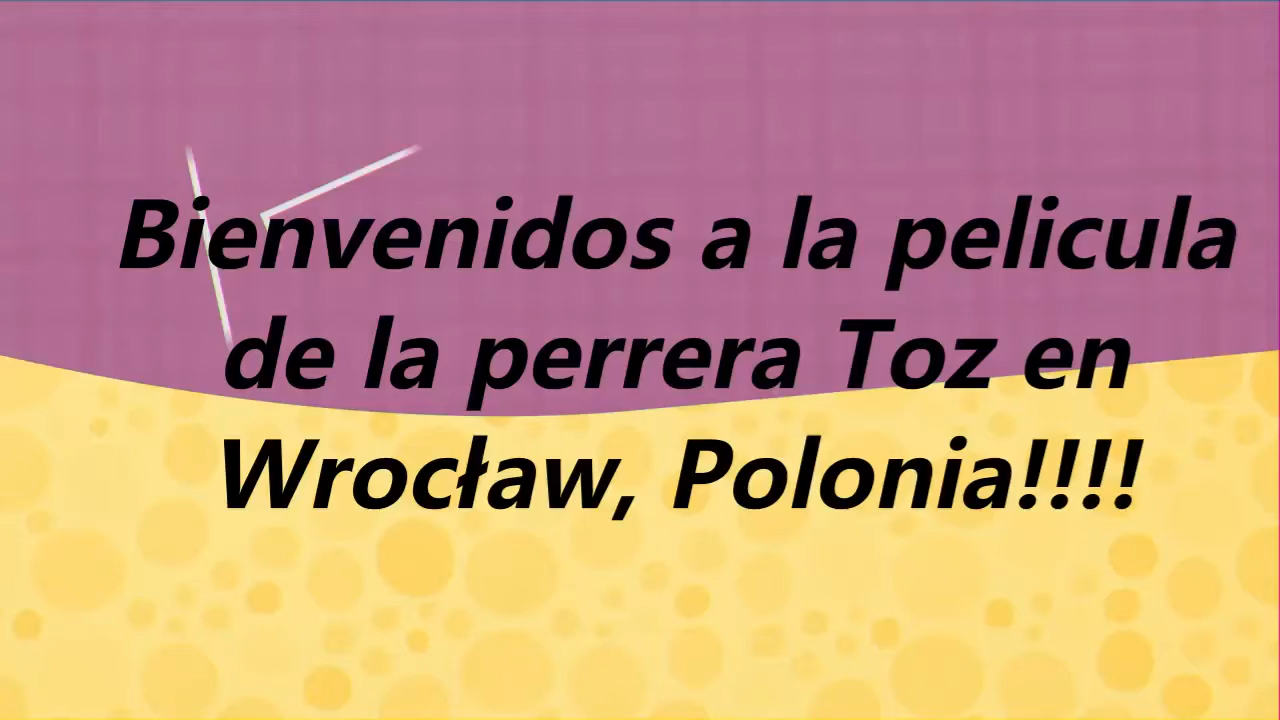 Bienvenidos a la pelicula
de la perrera Toz en
Wrocław, Polonia!!!!